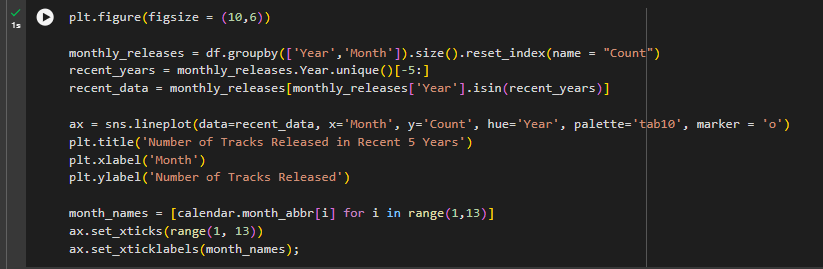 1s
plt.figure(figsize = (10,6))
monthly_releases = df.groupby(['Year','Month']).size().reset_index(name = "Count")
recent_years = monthly_releases.Year.unique()[-5:]
recent_data = monthly_releases[monthly_releases['Year'].isin(recent_years)]
ax = sns.lineplot(data=recent_data, x='Month', y='Count', hue='Year', palette='tab10', marker = 'o')
plt.title('Number of Tracks Released in Recent 5 Years')
plt.xlabel('Month')
plt.ylabel('Number of Tracks Released')
month_names = [calendar.month_abbr[i] for i in range(1,13)]
ax.set_xticks(range(1, 13))
ax.set_xticklabels(month_names);